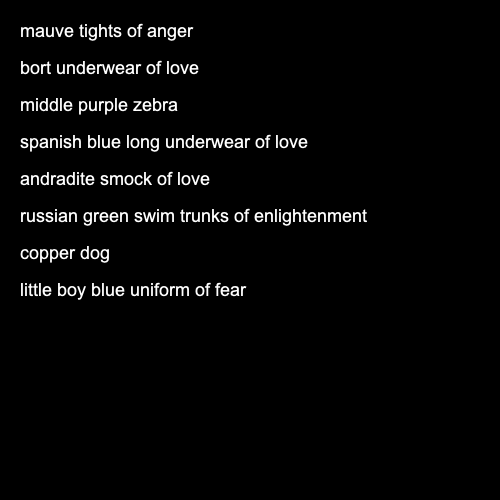 mauve tights of anger
bort underwear of love
middle purple zebra
spanish blue long underwear of love
andradite smock of love
russian green swim trunks of enlightenment
copper dog
little boy blue uniform of fear